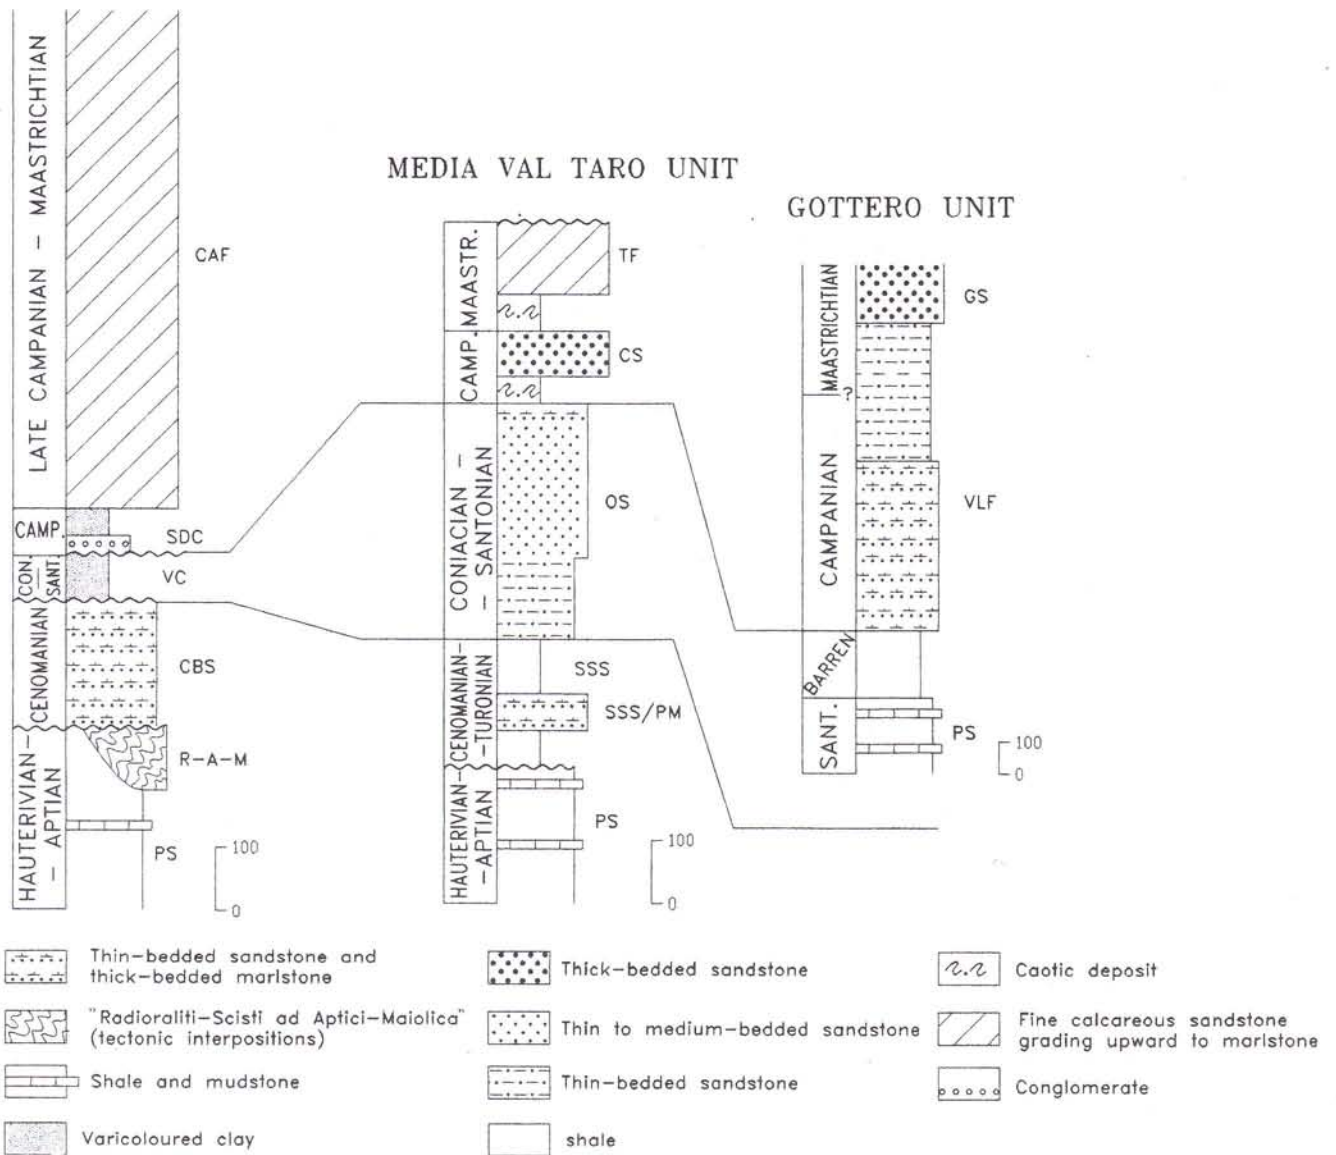 LATE CAMPANIAN – MAASTRICHTIAN
CAMP.
CON. – SANT.
CENOMANIAN
HAUTERIVIAN–
– APTIAN
CAF
SDC
VC
CBS
R–A–M
PS
100
0
MEDIA VAL TARO UNIT
MAASTR.
CAMP.
CONIACIAN –
– SANTONIAN
CENOMANIAN–
–TURONIAN
HAUTERIVIAN–
–APTIAN
TF
CS
OS
SSS
SSS/PM
PS
100
0
GOTTERO UNIT
MAASTRICHTIAN
?
CAMPANIAN
BARREN
SANT.
GS
VLF
PS
100
0
Thin–bedded sandstone and
thick–bedded marlstone
"Radioraliti–Scisti ad Aptici–Maiolica"
(tectonic interpositions)
Shale and mudstone
Varicoloured clay
Thick–bedded sandstone
Thin to medium–bedded sandstone
Thin–bedded sandstone
shale
Caotic deposit
Fine calcareous sandstone
grading upward to marlstone
Conglomerate